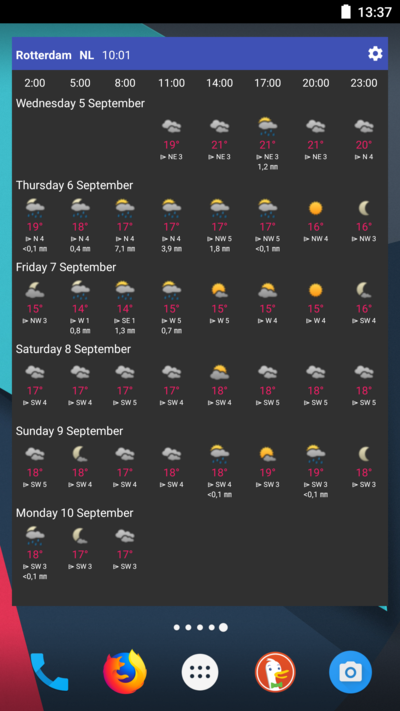 13:37
Rotterdam NL 10:01
2:00 5:00 8:00 11:00 14:00 17:00 20:00 23:00
Wednesday 5 September
19° 21° 21° 21° 20°
NE 3 NE 3 NE 3 NE 3 N 4
1,2 mm
Thursday 6 September
19° 18° 17° 17° 17° 17° 16° 16°
N 4 N 4 N 4 N 4 NW 5 NW 5 NW 4 NW 3
<0,1 mm 0,4 mm 7,1 mm 3,9 mm 1,8 mm <0,1 mm
Friday 7 September
15° 14° 14° 15° 15° 15° 15° 16°
NW 3 W 1 SE 1 W 5 W 5 W 4 W 4 SW 4
0,8 mm 1,3 mm 0,7 mm
Saturday 8 September
17° 17° 17° 17° 18° 18° 18° 18°
SW 4 SW 4 SW 5 SW 4 SW 4 SW 5 SW 5 SW 5
Sunday 9 September
18° 18° 17° 18° 18° 19° 19° 18°
SW 5 SW 4 SW 4 SW 4 SW 4 SW 3 SW 3 SW 3
<0,1 mm <0,1 mm
Monday 10 September
18° 17° 17°
SW 3 SW 3 SW 3
<0,1 mm